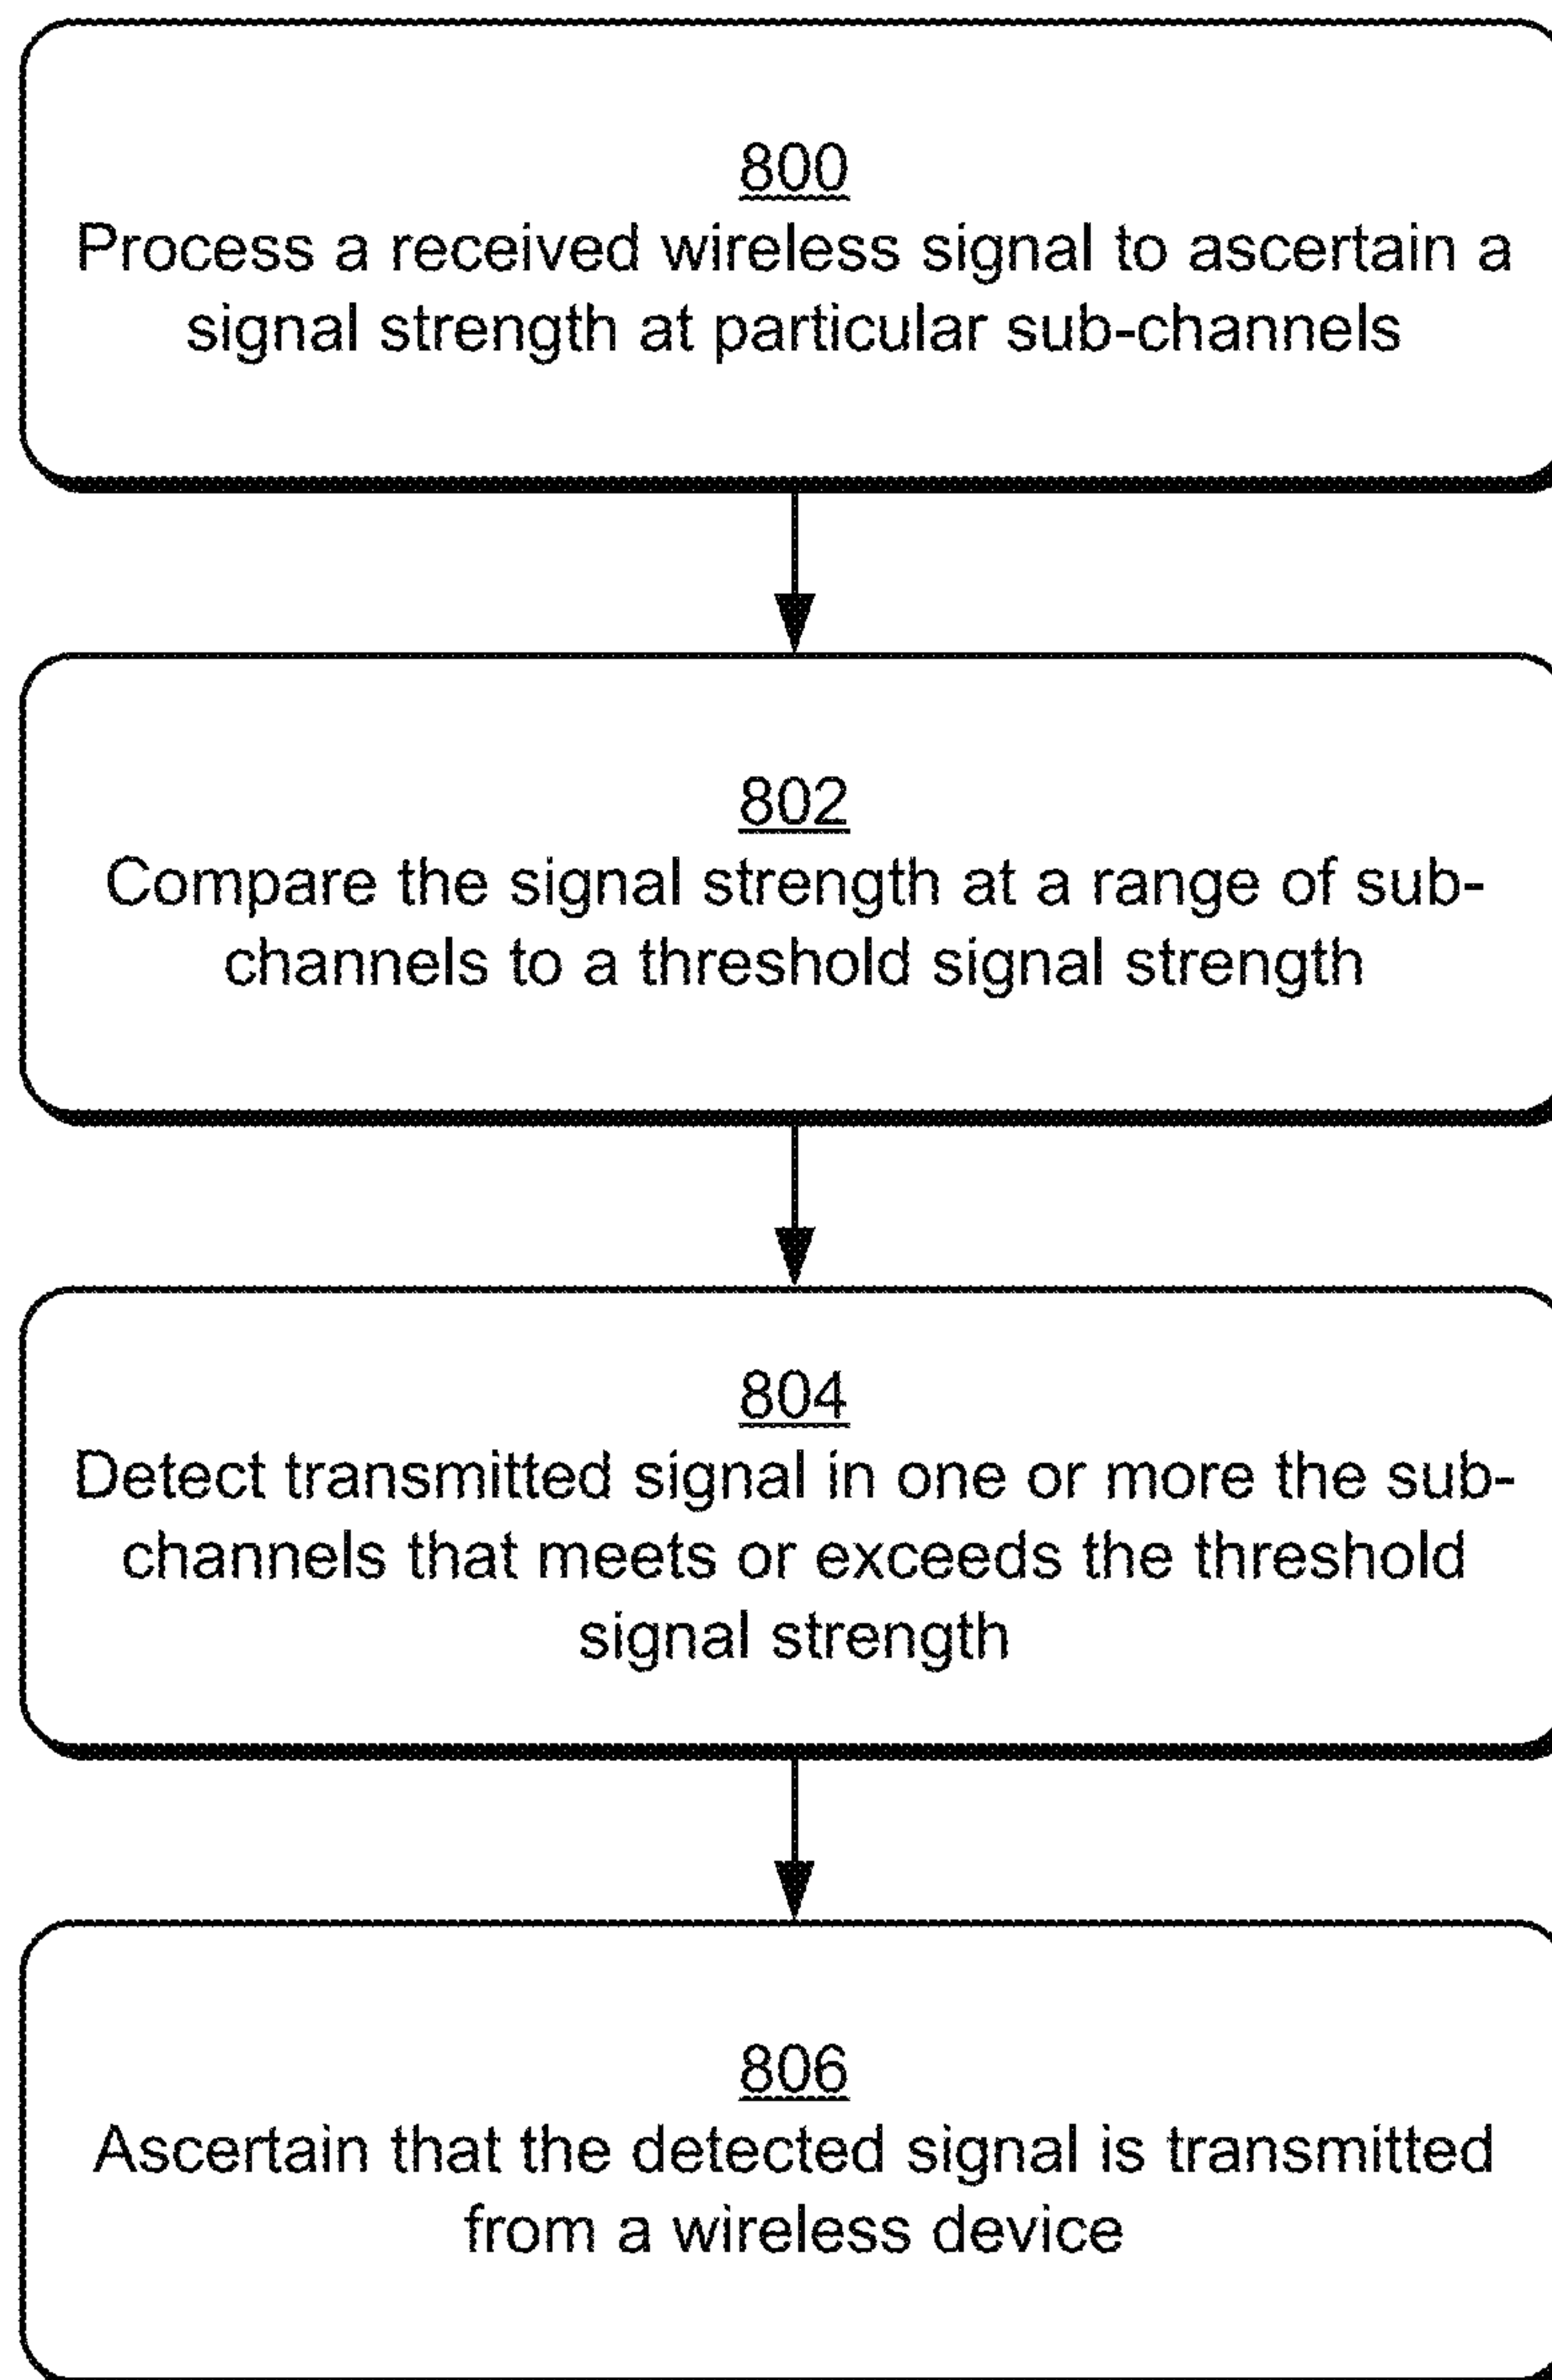 800
Process a received wireless signal to ascertain a
signal strength at particular sub-channels
802
Compare the signal strength at a range of sub-
channels to a threshold signal strength
804
Detect transmitted signal in one or more the sub-
channels that meets or exceeds the threshold
signal strength
806
Ascertain that the detected signal is transmitted
from a wireless device